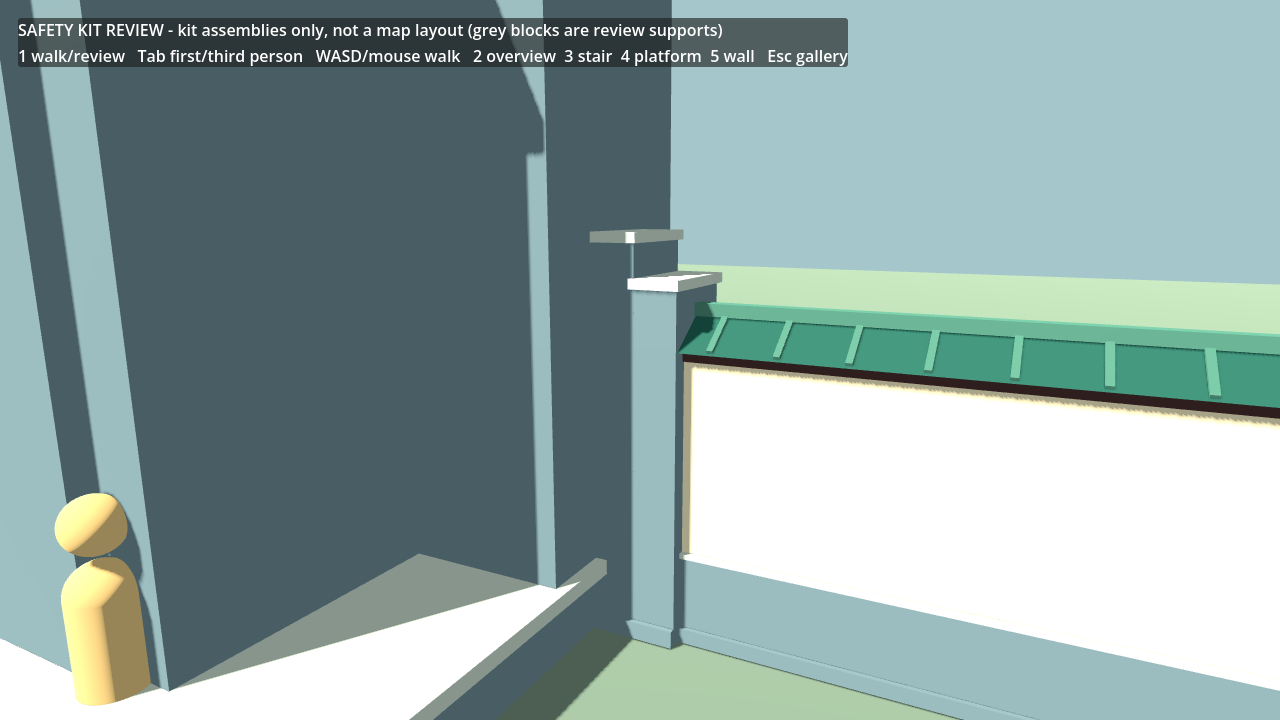 SAFETY KIT REVIEW - kit assemblies only, not a map layout (grey blocks are review supports)
1 walk/review   Tab first/third person   WASD/mouse walk   2 overview  3 stair  4 platform  5 wall   Esc gallery